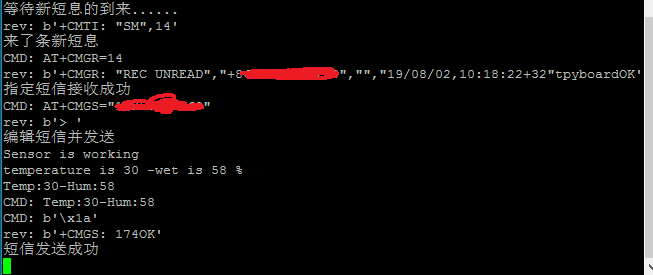 等待新短息的到来......
rev: b'+CMTI: "SM",14'
来了条新短息
CMD: AT+CMGR=14
rev: b'+CMGR: "REC UNREAD","+8","","19/08/02,10:18:22+32"tpyboardOK'
指定短信接收成功
CMD: AT+CMGS=""
rev: b'> '
编辑短信并发送
Sensor is working
temperature is 30 -wet is 58 %
Temp:30-Hum:58
CMD: Temp:30-Hum:58
CMD: b'\x1a'
rev: b'+CMGS: 174OK'
短信发送成功